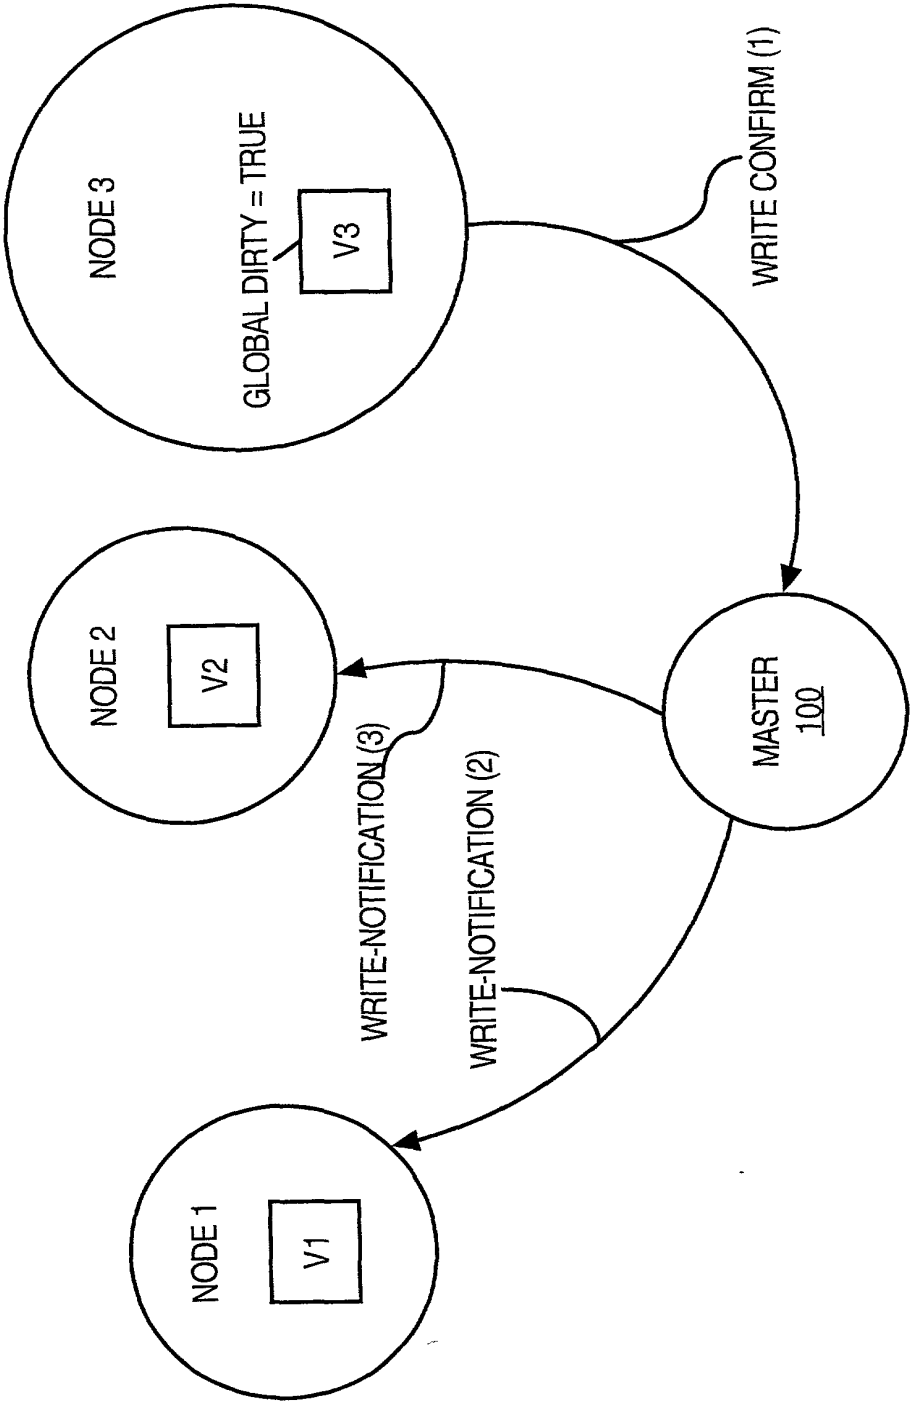 NODE 1
V1
NODE 2
V2
NODE 3
GLOBAL DIRTY = TRUE
V3
WRITE-NOTIFICATION (3)
WRITE-NOTIFICATION (2)
MASTER
100
WRITE CONFIRM (1)